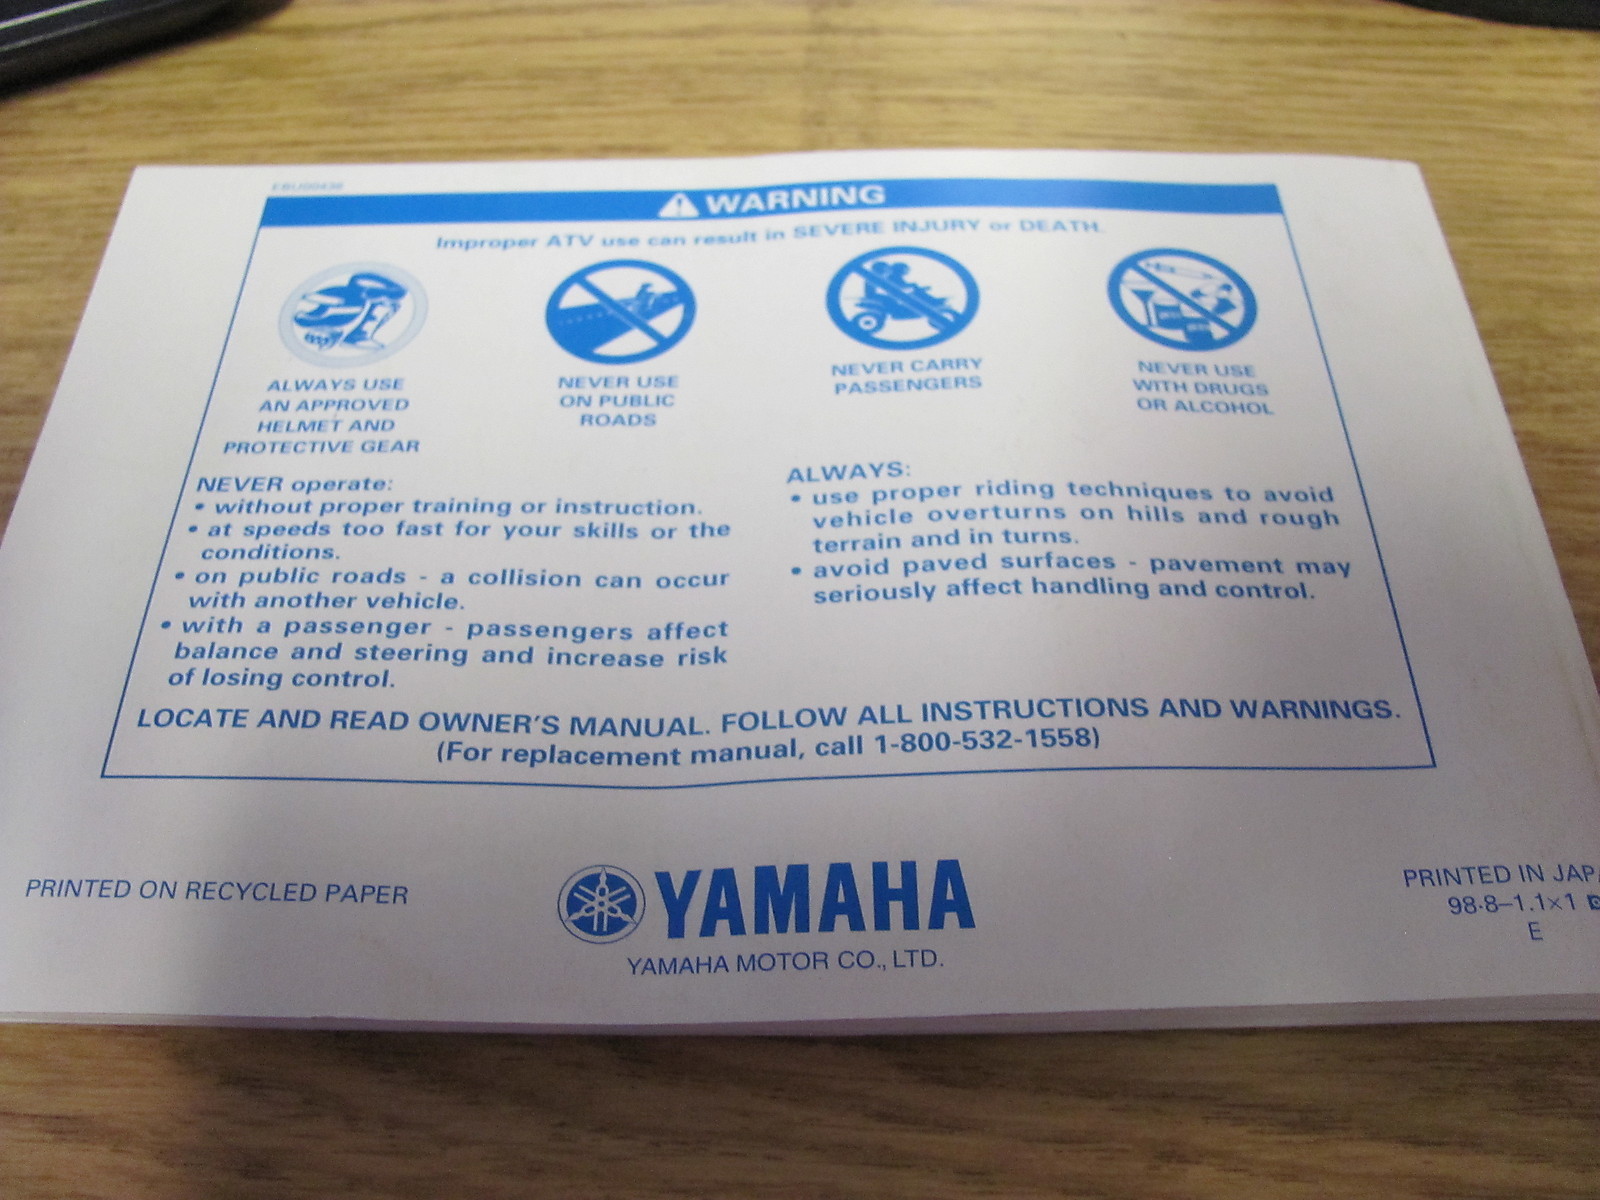 WARNING
Improper ATV use can result in SEVERE INJURY or DEATH.
ALWAYS USE
AN APPROVED
HELMET AND
PROTECTIVE GEAR
NEVER USE
ON PUBLIC
ROADS
NEVER CARRY
PASSENGERS
NEVER USE
WITH DRUGS
OR ALCOHOL
NEVER operate:
• without proper training or instruction.
• at speeds too fast for your skills or the
conditions.
• on public roads - a collision can occur
with another vehicle.
• with a passenger - passengers affect
balance and steering and increase risk
of losing control.
ALWAYS:
• use proper riding techniques to avoid
vehicle overturns on hills and rough
terrain and in turns.
• avoid paved surfaces - pavement may
seriously affect handling and control.
LOCATE AND READ OWNER'S MANUAL. FOLLOW ALL INSTRUCTIONS AND WARNINGS.
(For replacement manual, call 1-800-532-1558)
PRINTED ON RECYCLED PAPER
YAMAHA
YAMAHA MOTOR CO., LTD.
PRINTED IN JAPA
98·8–1.1×1
E